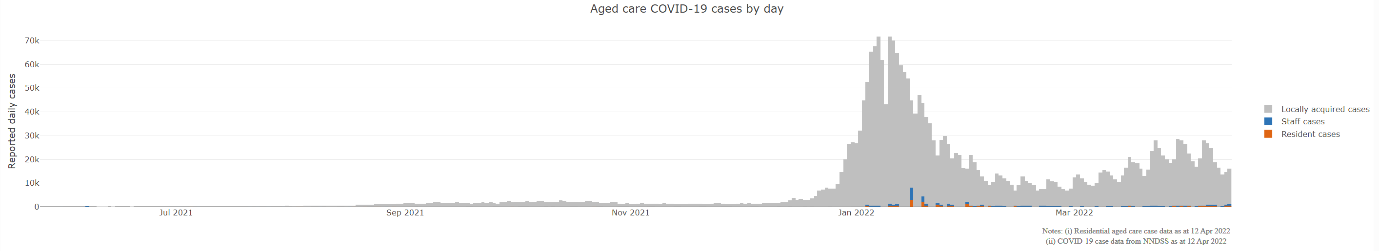 Aged care COVID-19 cases by day
Reported daily cases
70k
60k
50k
40k
30k
20k
10k
0
Jul 2021
Sep 2021
Nov 2021
Jan 2022
Mar 2022
Locally acquired cases
Staff cases
Resident cases
Notes: (i) Residential aged care case data as at 12 Apr 2022
(ii) COVID 19 case data from NNDSS as at 12 Apr 2022